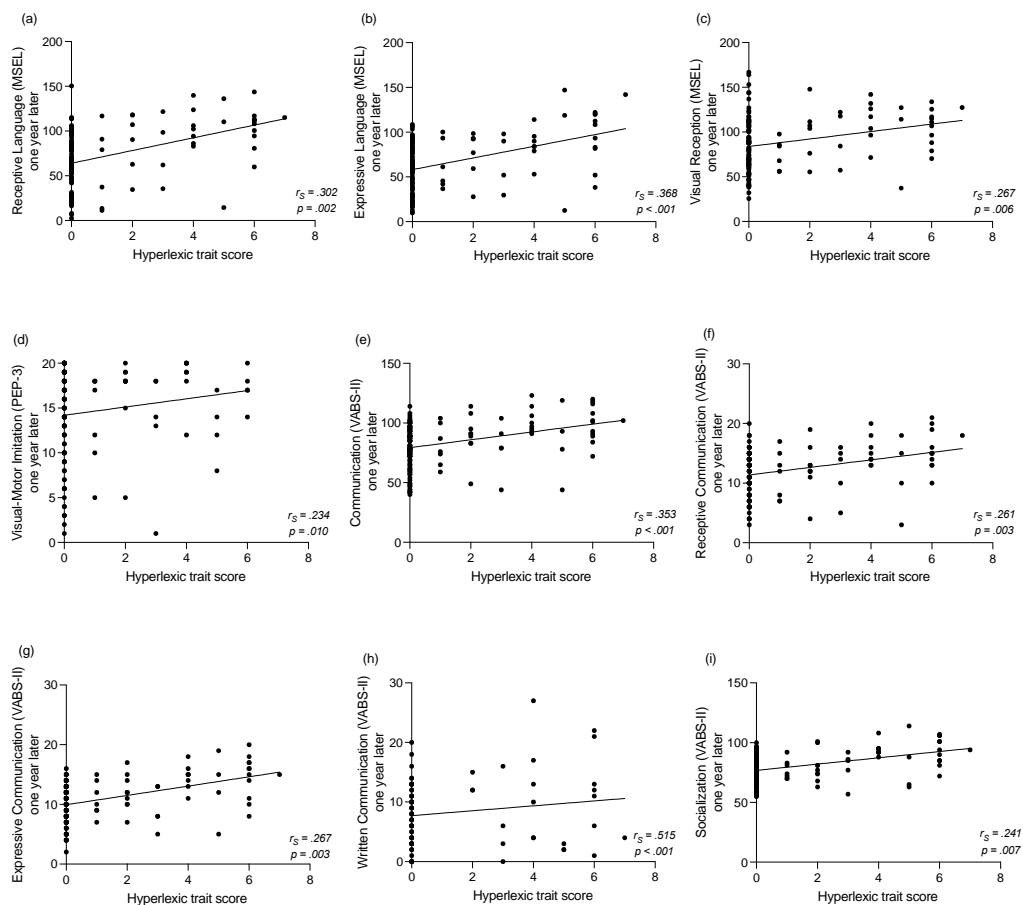 (a)
Receptive Language (MSEL)
one year later
200
150
100
50
0
0 2 4 6 8
Hyperlexic trait score
rS = .302
p = .002
(b)
Expressive Language (MSEL)
one year later
200
150
100
50
0
0 2 4 6 8
Hyperlexic trait score
rS = .368
p < .001
(c)
Visual Reception (MSEL)
one year later
200
150
100
50
0
0 2 4 6 8
Hyperlexic trait score
rS = .267
p = .006
(d)
Visual-Motor Imitation (PEP-3)
one year later
20
15
10
5
0
0 2 4 6 8
Hyperlexic trait score
rS = .234
p = .010
(e)
Communication (VABS-II)
one year later
150
100
50
0
0 2 4 6 8
Hyperlexic trait score
rS = .353
p < .001
(f)
Receptive Communication (VABS-II)
one year later
30
20
10
0
0 2 4 6 8
Hyperlexic trait score
rS = .261
p = .003
(g)
Expressive Communication (VABS-II)
one year later
30
20
10
0
0 2 4 6 8
Hyperlexic trait score
rS = .267
p = .003
(h)
Written Communication (VABS-II)
one year later
30
20
10
0
0 2 4 6 8
Hyperlexic trait score
rS = .515
p < .001
(i)
Socialization (VABS-II)
one year later
150
100
50
0
0 2 4 6 8
Hyperlexic trait score
rS = .241
p = .007